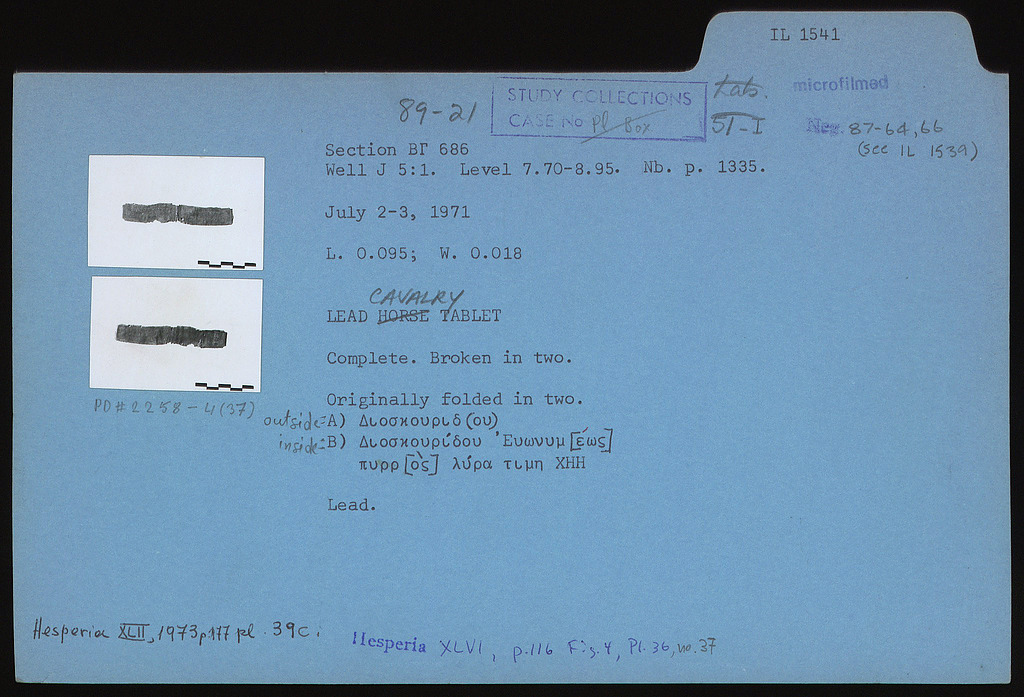 IL 1541
89-21
STUDY COLLECTIONS
CASE No Pl Box
51-I
microfilmed
Neg. 87-64,66
(see IL 1539)
Section ΒΓ 686
Well J 5:1. Level 7.70-8.95. Nb. p. 1335.
July 2-3, 1971
L. 0.095; W. 0.018
CAVALRY
LEAD HORSE TABLET
Complete. Broken in two.
PD#2258-4(37)
Originally folded in two.
outside: A) Διοσκουριδ(ου)
inside: B) Διοσκουρίδου Ἐυωνυμ[έως]
πυρρ[ὸς] λύρα τιμη ΧΗΗ
Lead.
Hesperia XLII, 1973 p177 pl. 39c.
Hesperia XLVI, p.116 Fig.4, Pl.36, no.37